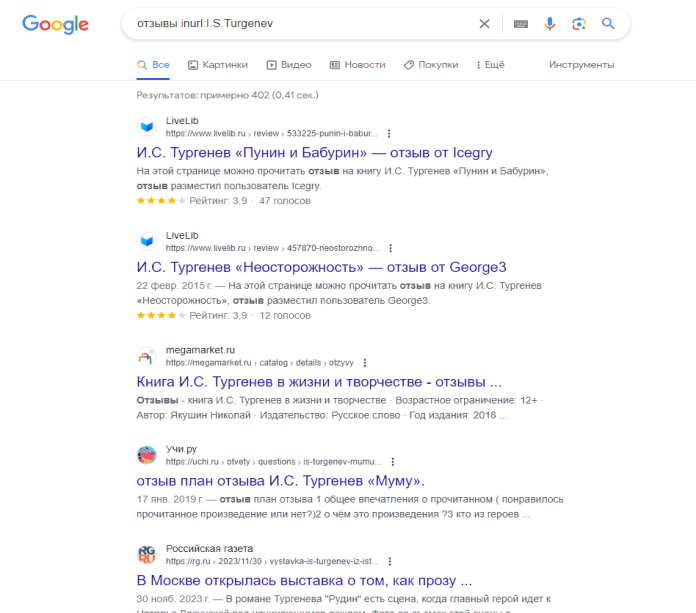 Google
отзывы inurl:I.S.Turgenev
Все Картинки Видео Новости Покупки Ещё Инструменты
Результатов: примерно 402 (0,41 сек.)
LiveLib
https://www.livelib.ru › review › 533225-punin-i-babur...
И.С. Тургенев «Пунин и Бабурин» — отзыв от Icegry
На этой странице можно прочитать отзыв на книгу И.С. Тургенев «Пунин и Бабурин»,
отзыв разместил пользователь Icegry.
Рейтинг: 3,9 · 47 голосов
LiveLib
https://www.livelib.ru › review › 457870-neostorozhno...
И.С. Тургенев «Неосторожность» — отзыв от George3
22 февр. 2015 г. — На этой странице можно прочитать отзыв на книгу И.С. Тургенев
«Неосторожность», отзыв разместил пользователь George3.
Рейтинг: 3,9 · 12 голосов
megamarket.ru
https://megamarket.ru › catalog › details › otzyvy
Книга И.С. Тургенев в жизни и творчестве - отзывы ...
Отзывы - книга И.С. Тургенев в жизни и творчестве · Возрастное ограничение: 12+ ·
Автор: Якушин Николай · Издательство: Русское слово · Год издания: 2018 ...
Учи.ру
https://uchi.ru › otvety › questions › is-turgenev-mumu...
отзыв план отзыва И.С. Тургенев «Муму».
17 янв. 2019 г. — отзыв план отзыва 1 общее впечатления о прочитанном ( понравилось
прочитанное произведение или нет?)2 о чём это произведения ?3 кто из героев ...
RG
RU
Российская газета
https://rg.ru › 2023/11/30 › vystavka-is-turgenev-iz-ist...
В Москве открылась выставка о том, как прозу ...
30 нояб. 2023 г. — В романе Тургенева "Рудин" есть сцена, когда главный герой идет к